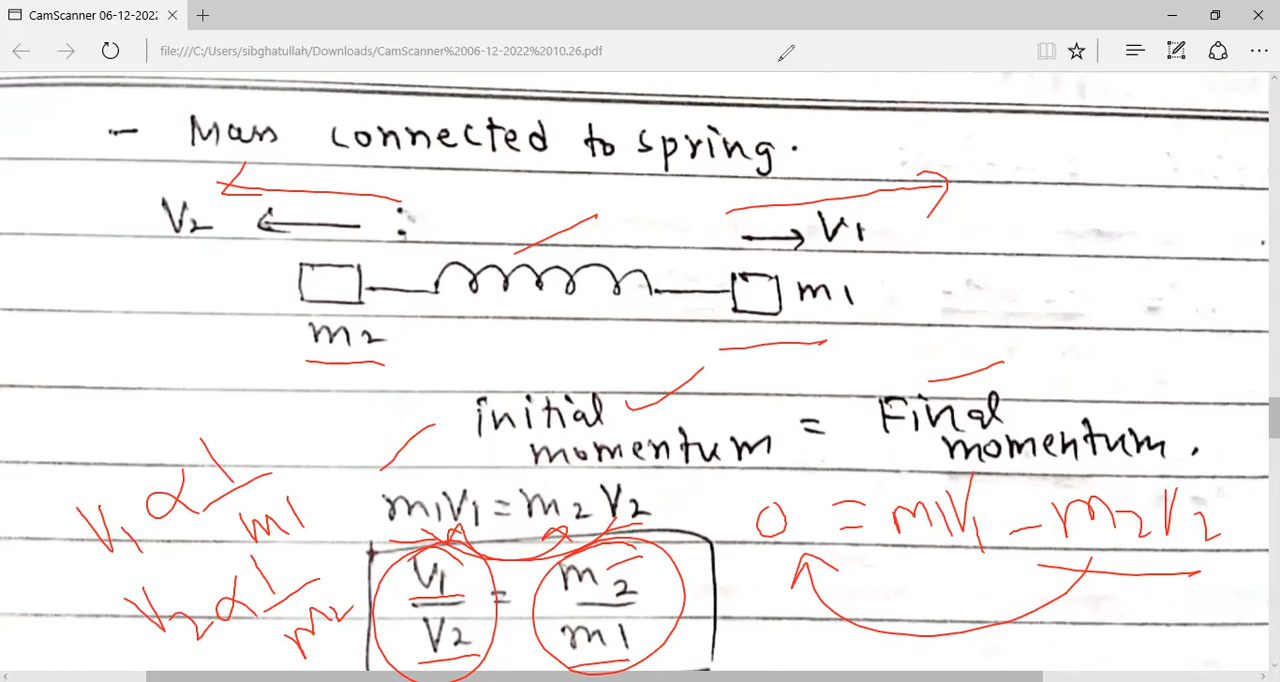 CamScanner 06-12-202
file:///C:/Users/sibghatullah/Downloads/CamScanner%2006-12-2022%2010.26.pdf
- Mass connected to spring.
V2 ← : → V1
m2 m1
initial momentum = Final momentum.
V1 ∝ 1/m1
m1V1 = m2V2
0 = m1V1 - m2V2
V2 ∝ 1/m2
V1/V2 = m2/m1